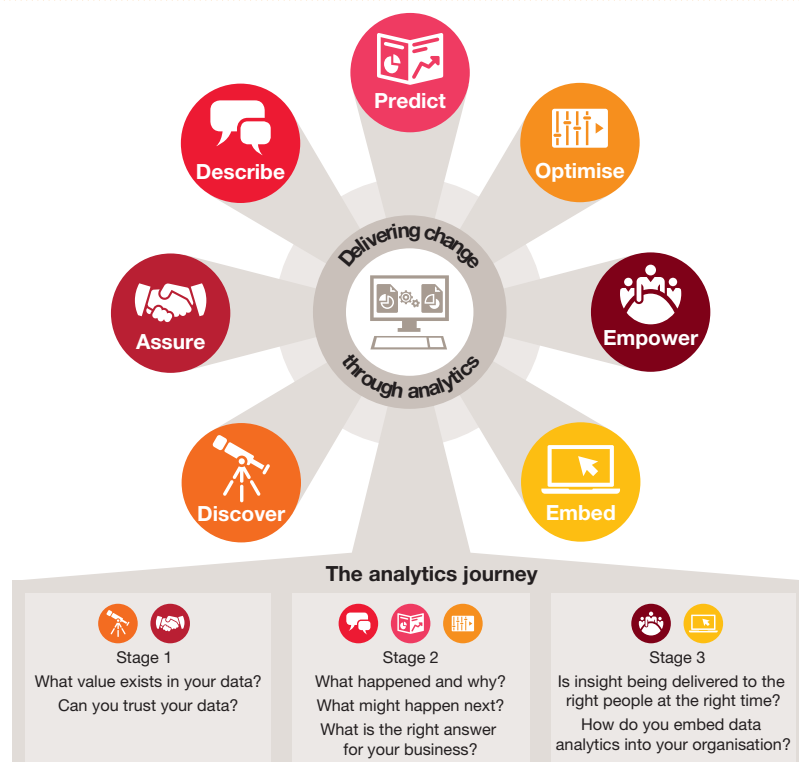 Predict
Describe
Optimise
Delivering change
through analytics
Assure
Empower
Discover
Embed
The analytics journey
Stage 1
What value exists in your data?
Can you trust your data?
Stage 2
What happened and why?
What might happen next?
What is the right answer
for your business?
Stage 3
Is insight being delivered to the
right people at the right time?
How do you embed data
analytics into your organisation?